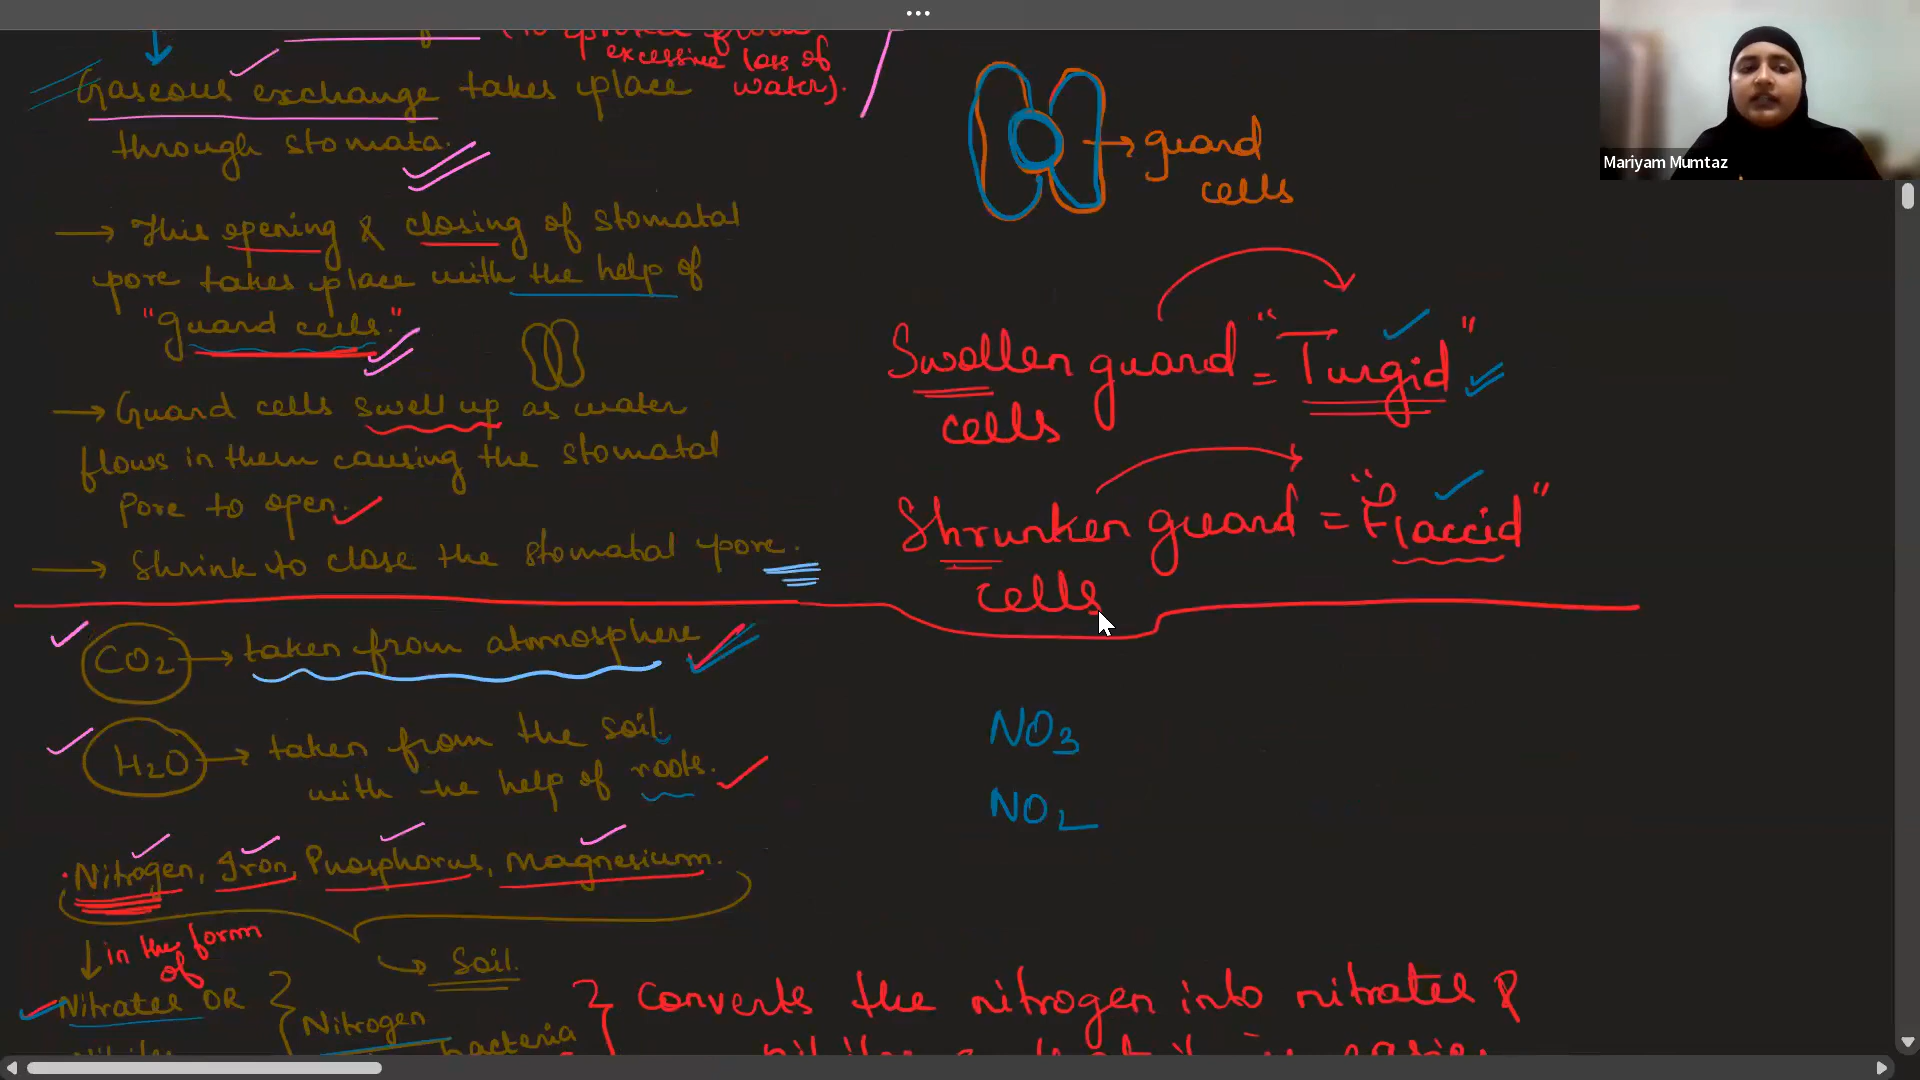 excessive loss of
water).
Gaseous exchange takes place
through stomata.
→ This opening & closing of stomatal
pore takes place with the help of
"Guard cells."
→ Guard cells swell up as water
flows in them causing the stomatal
Pore to open.
→ Shrink to close the stomatal pore.
CO2 → taken from atmosphere
H2O → taken from the soil
with the help of roots.
Nitrogen, Iron, Phosphorus, Magnesium.
in the form
of
Soil.
Nitrates OR
Nitrogen
bacteria
→ guard
cells
Swollen guard = "Turgid"
cells
Shrunken guard = "Flaccid"
cells
NO3
NO2
converts the nitrogen into nitrates &
Mariyam Mumtaz